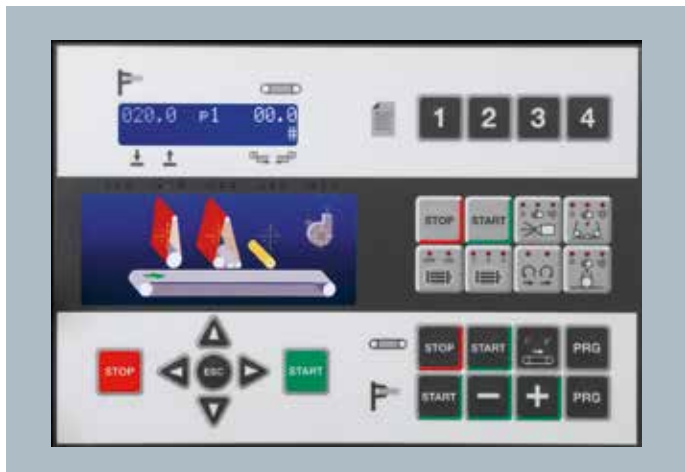 020.0 P1 00.0
#
1 2 3 4
STOP START
STOP ESC START
STOP START PRG
START − + PRG